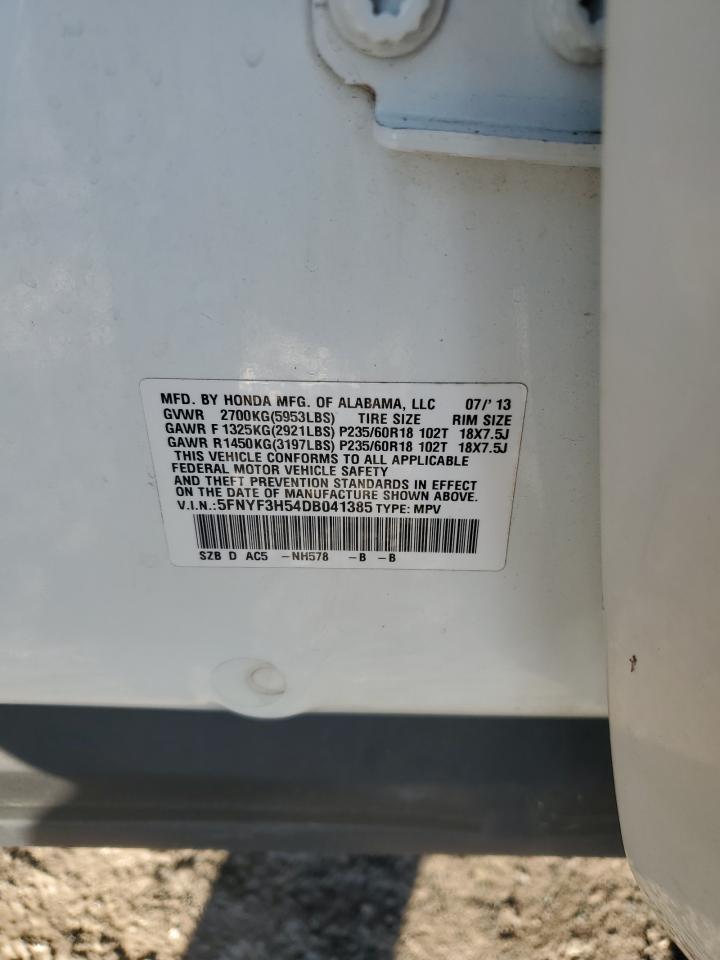 MFD. BY HONDA MFG. OF ALABAMA, LLC 07/'13
GVWR 2700KG(5953LBS) TIRE SIZE RIM SIZE
GAWR F 1325KG(2921LBS) P235/60R18 102T 18X7.5J
GAWR R1450KG(3197LBS) P235/60R18 102T 18X7.5J
THIS VEHICLE CONFORMS TO ALL APPLICABLE
FEDERAL MOTOR VEHICLE SAFETY
AND THEFT PREVENTION STANDARDS IN EFFECT
ON THE DATE OF MANUFACTURE SHOWN ABOVE.
V.I.N.:5FNYF3H54DB041385 TYPE: MPV
SZB D AC5 -NH578 -B -B